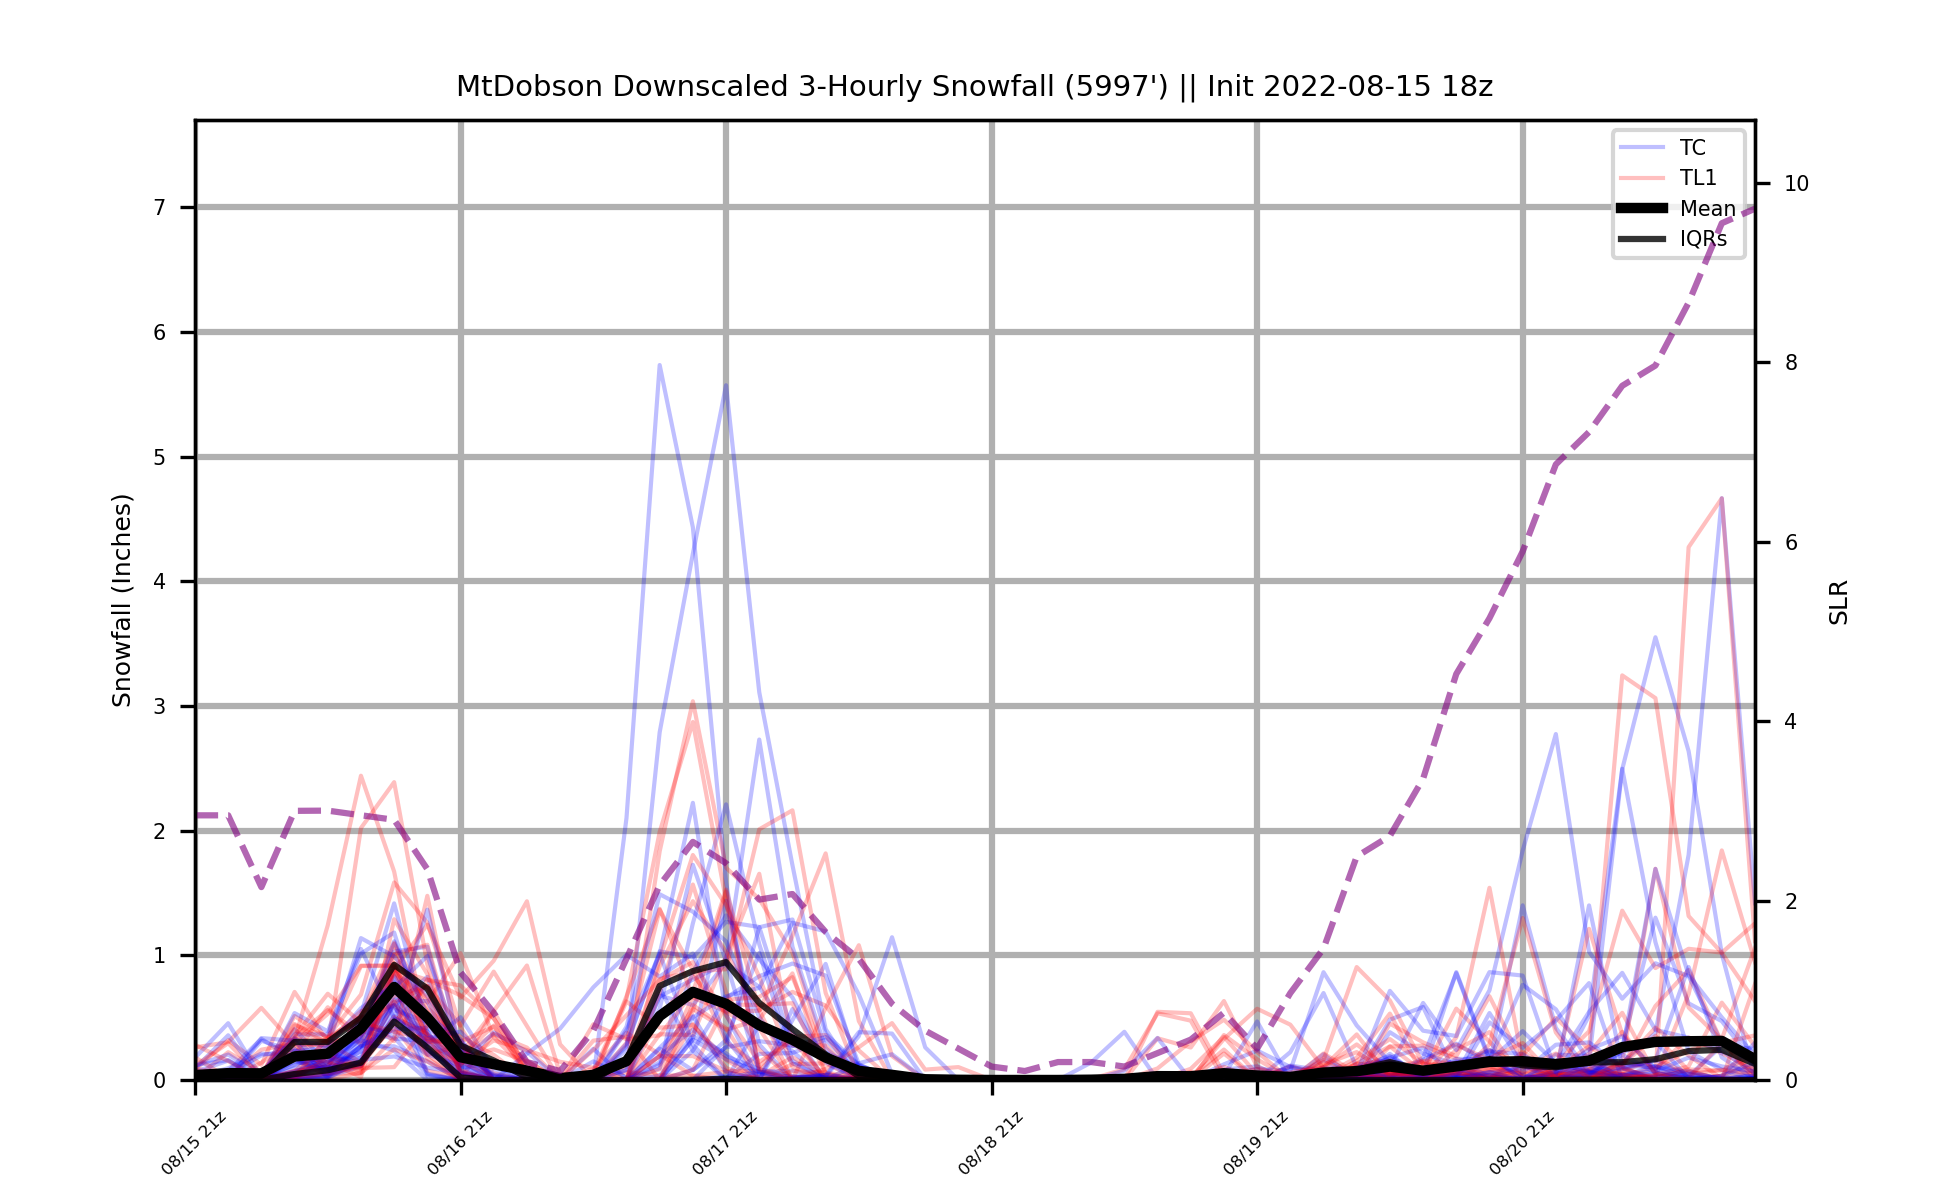 MtDobson Downscaled 3-Hourly Snowfall (5997') || Init 2022-08-15 18z
TC
TL1
Mean
IQRs
Snowfall (Inches)
7
6
5
4
3
2
1
0
10
8
6
4
2
0
SLR
08/15 21z
08/16 21z
08/17 21z
08/18 21z
08/19 21z
08/20 21z